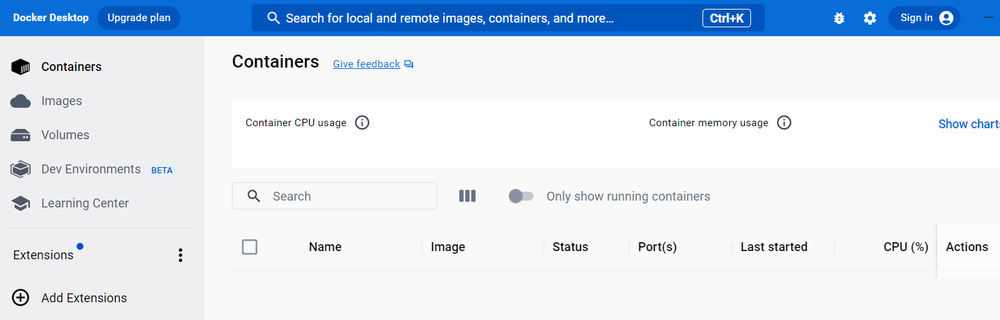 Docker Desktop Upgrade plan Search for local and remote images, containers, and more... Ctrl+K Sign in
Containers
Images
Volumes
Dev Environments BETA
Learning Center
Extensions
Add Extensions
Containers Give feedback
Container CPU usage Container memory usage Show charts
Search Only show running containers
Name Image Status Port(s) Last started CPU (%) Actions